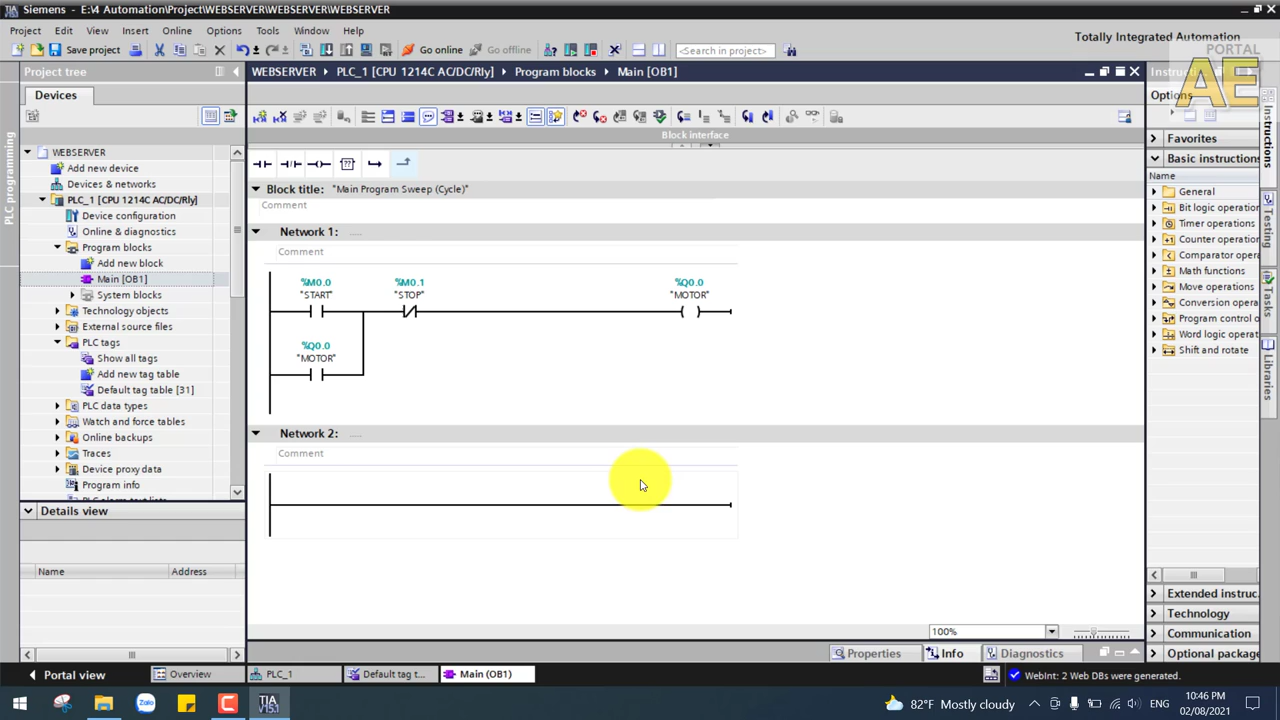 Siemens - E:\4 Automation\Project\WEBSERVER\WEBSERVER\WEBSERVER
Project Edit View Insert Online Options Tools Window Help
Totally Integrated Automation
PORTAL
AE
Save project
Go online
Go offline
<Search in project>
Project tree
WEBSERVER PLC_1 [CPU 1214C AC/DC/Rly] Program blocks Main [OB1]
Devices
PLC programming
WEBSERVER
Add new device
Devices & networks
PLC_1 [CPU 1214C AC/DC/Rly]
Device configuration
Online & diagnostics
Program blocks
Add new block
Main [OB1]
System blocks
Technology objects
External source files
PLC tags
Show all tags
Add new tag table
Default tag table [31]
PLC data types
Watch and force tables
Online backups
Traces
Device proxy data
Program info
Details view
Name Address
Block interface
Block title: "Main Program Sweep (Cycle)"
Comment
Network 1: .....
Comment
%M0.0
"START"
%M0.1
"STOP"
%Q0.0
"MOTOR"
%Q0.0
"MOTOR"
Network 2: .....
Comment
100%
Properties
Info
Diagnostics
Options
Favorites
Basic instructions
Name
General
Bit logic operation
Timer operations
Counter operation
Comparator opera
Math functions
Move operations
Conversion opera
Program control o
Word logic operat
Shift and rotate
Extended instruc.
Technology
Communication
Optional package
Instructions
Testing
Tasks
Libraries
Portal view
Overview
PLC_1
Default tag t...
Main (OB1)
WebInt: 2 Web DBs were generated.
Zalo
TIA
V15.1
82°F Mostly cloudy
ENG
10:46 PM
02/08/2021